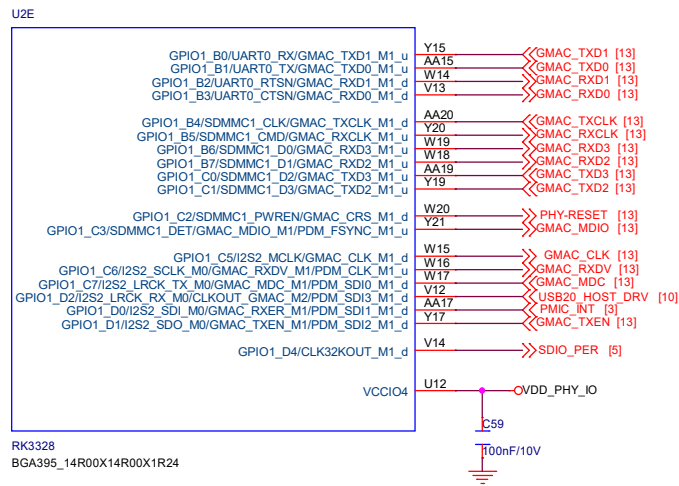 U2E
GPIO1_B0/UART0_RX/GMAC_TXD1_M1_u Y15 GMAC_TXD1 [13]
GPIO1_B1/UART0_TX/GMAC_TXD0_M1_u AA15 GMAC_TXD0 [13]
GPIO1_B2/UART0_RTSN/GMAC_RXD1_M1_d W14 GMAC_RXD1 [13]
GPIO1_B3/UART0_CTSN/GMAC_RXD0_M1_d V13 GMAC_RXD0 [13]
GPIO1_B4/SDMMC1_CLK/GMAC_TXCLK_M1_d AA20 GMAC_TXCLK [13]
GPIO1_B5/SDMMC1_CMD/GMAC_RXCLK_M1_u Y20 GMAC_RXCLK [13]
GPIO1_B6/SDMMC1_D0/GMAC_RXD3_M1_u W19 GMAC_RXD3 [13]
GPIO1_B7/SDMMC1_D1/GMAC_RXD2_M1_u W18 GMAC_RXD2 [13]
GPIO1_C0/SDMMC1_D2/GMAC_TXD3_M1_u AA19 GMAC_TXD3 [13]
GPIO1_C1/SDMMC1_D3/GMAC_TXD2_M1_u Y19 GMAC_TXD2 [13]
GPIO1_C2/SDMMC1_PWREN/GMAC_CRS_M1_d W20 PHY-RESET [13]
GPIO1_C3/SDMMC1_DET/GMAC_MDIO_M1/PDM_FSYNC_M1_u Y21 GMAC_MDIO [13]
GPIO1_C5/I2S2_MCLK/GMAC_CLK_M1_d W15 GMAC_CLK [13]
GPIO1_C6/I2S2_SCLK_M0/GMAC_RXDV_M1/PDM_CLK_M1_u W16 GMAC_RXDV [13]
GPIO1_C7/I2S2_LRCK_TX_M0/GMAC_MDC_M1/PDM_SDI0_M1_d W17 GMAC_MDC [13]
GPIO1_D2/I2S2_LRCK_RX_M0/CLKOUT_GMAC_M2/PDM_SDI3_M1_d V12 USB20_HOST_DRV [10]
GPIO1_D0/I2S2_SDI_M0/GMAC_RXER_M1/PDM_SDI1_M1_d AA17 PMIC_INT [3]
GPIO1_D1/I2S2_SDO_M0/GMAC_TXEN_M1/PDM_SDI2_M1_d Y17 GMAC_TXEN [13]
GPIO1_D4/CLK32KOUT_M1_d V14 SDIO_PER [5]
VCCIO4 U12 VDD_PHY_IO
C59
100nF/10V
RK3328
BGA395_14R00X14R00X1R24